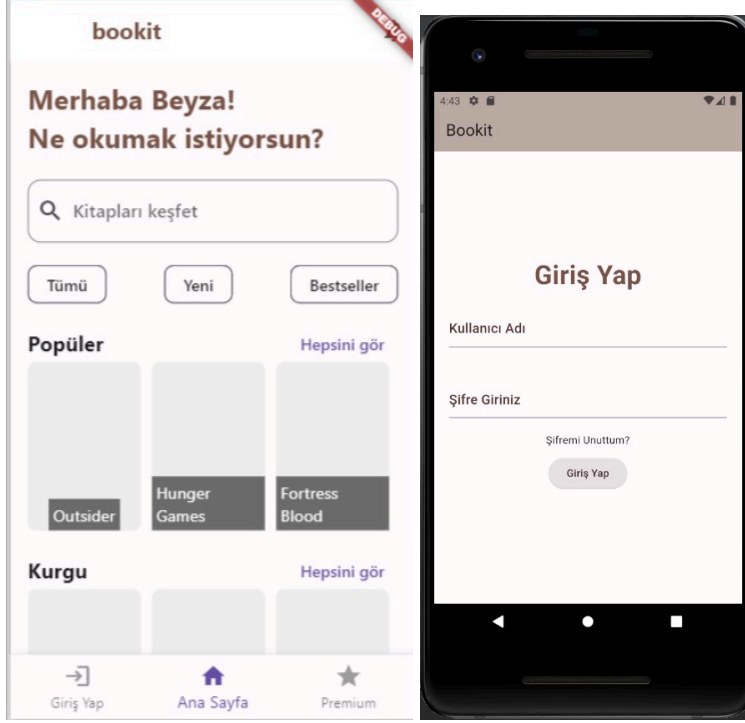 bookit
DEBUG
Merhaba Beyza!
Ne okumak istiyorsun?
Kitapları keşfet
Tümü
Yeni
Bestseller
Popüler
Hepsini gör
Outsider
Hunger
Games
Fortress
Blood
Kurgu
Hepsini gör
Giriş Yap
Ana Sayfa
Premium
4:43
Bookit
Giriş Yap
Kullanıcı Adı
Şifre Giriniz
Şifremi Unuttum?
Giriş Yap